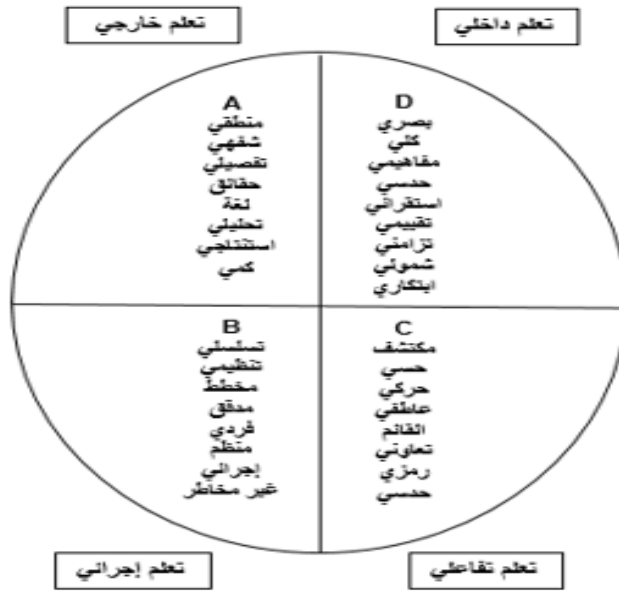 تعلم داخلي
تعلم خارجي
D
بصري
كلي
مفاهيمي
حدسي
استقرائي
تقييمي
تزامني
شمولي
ابتكاري
A
منطقي
شفهي
تفصيلي
حقائق
لغة
تحليلي
استنتاجي
كمي
C
مكتشف
حسي
حركي
عاطفي
القائم
تعاوني
رمزي
حدسي
B
تسلسلي
تنظيمي
مخطط
مدقق
فردي
منظم
إجرائي
غير مخاطر
تعلم تفاعلي
تعلم إجرائي